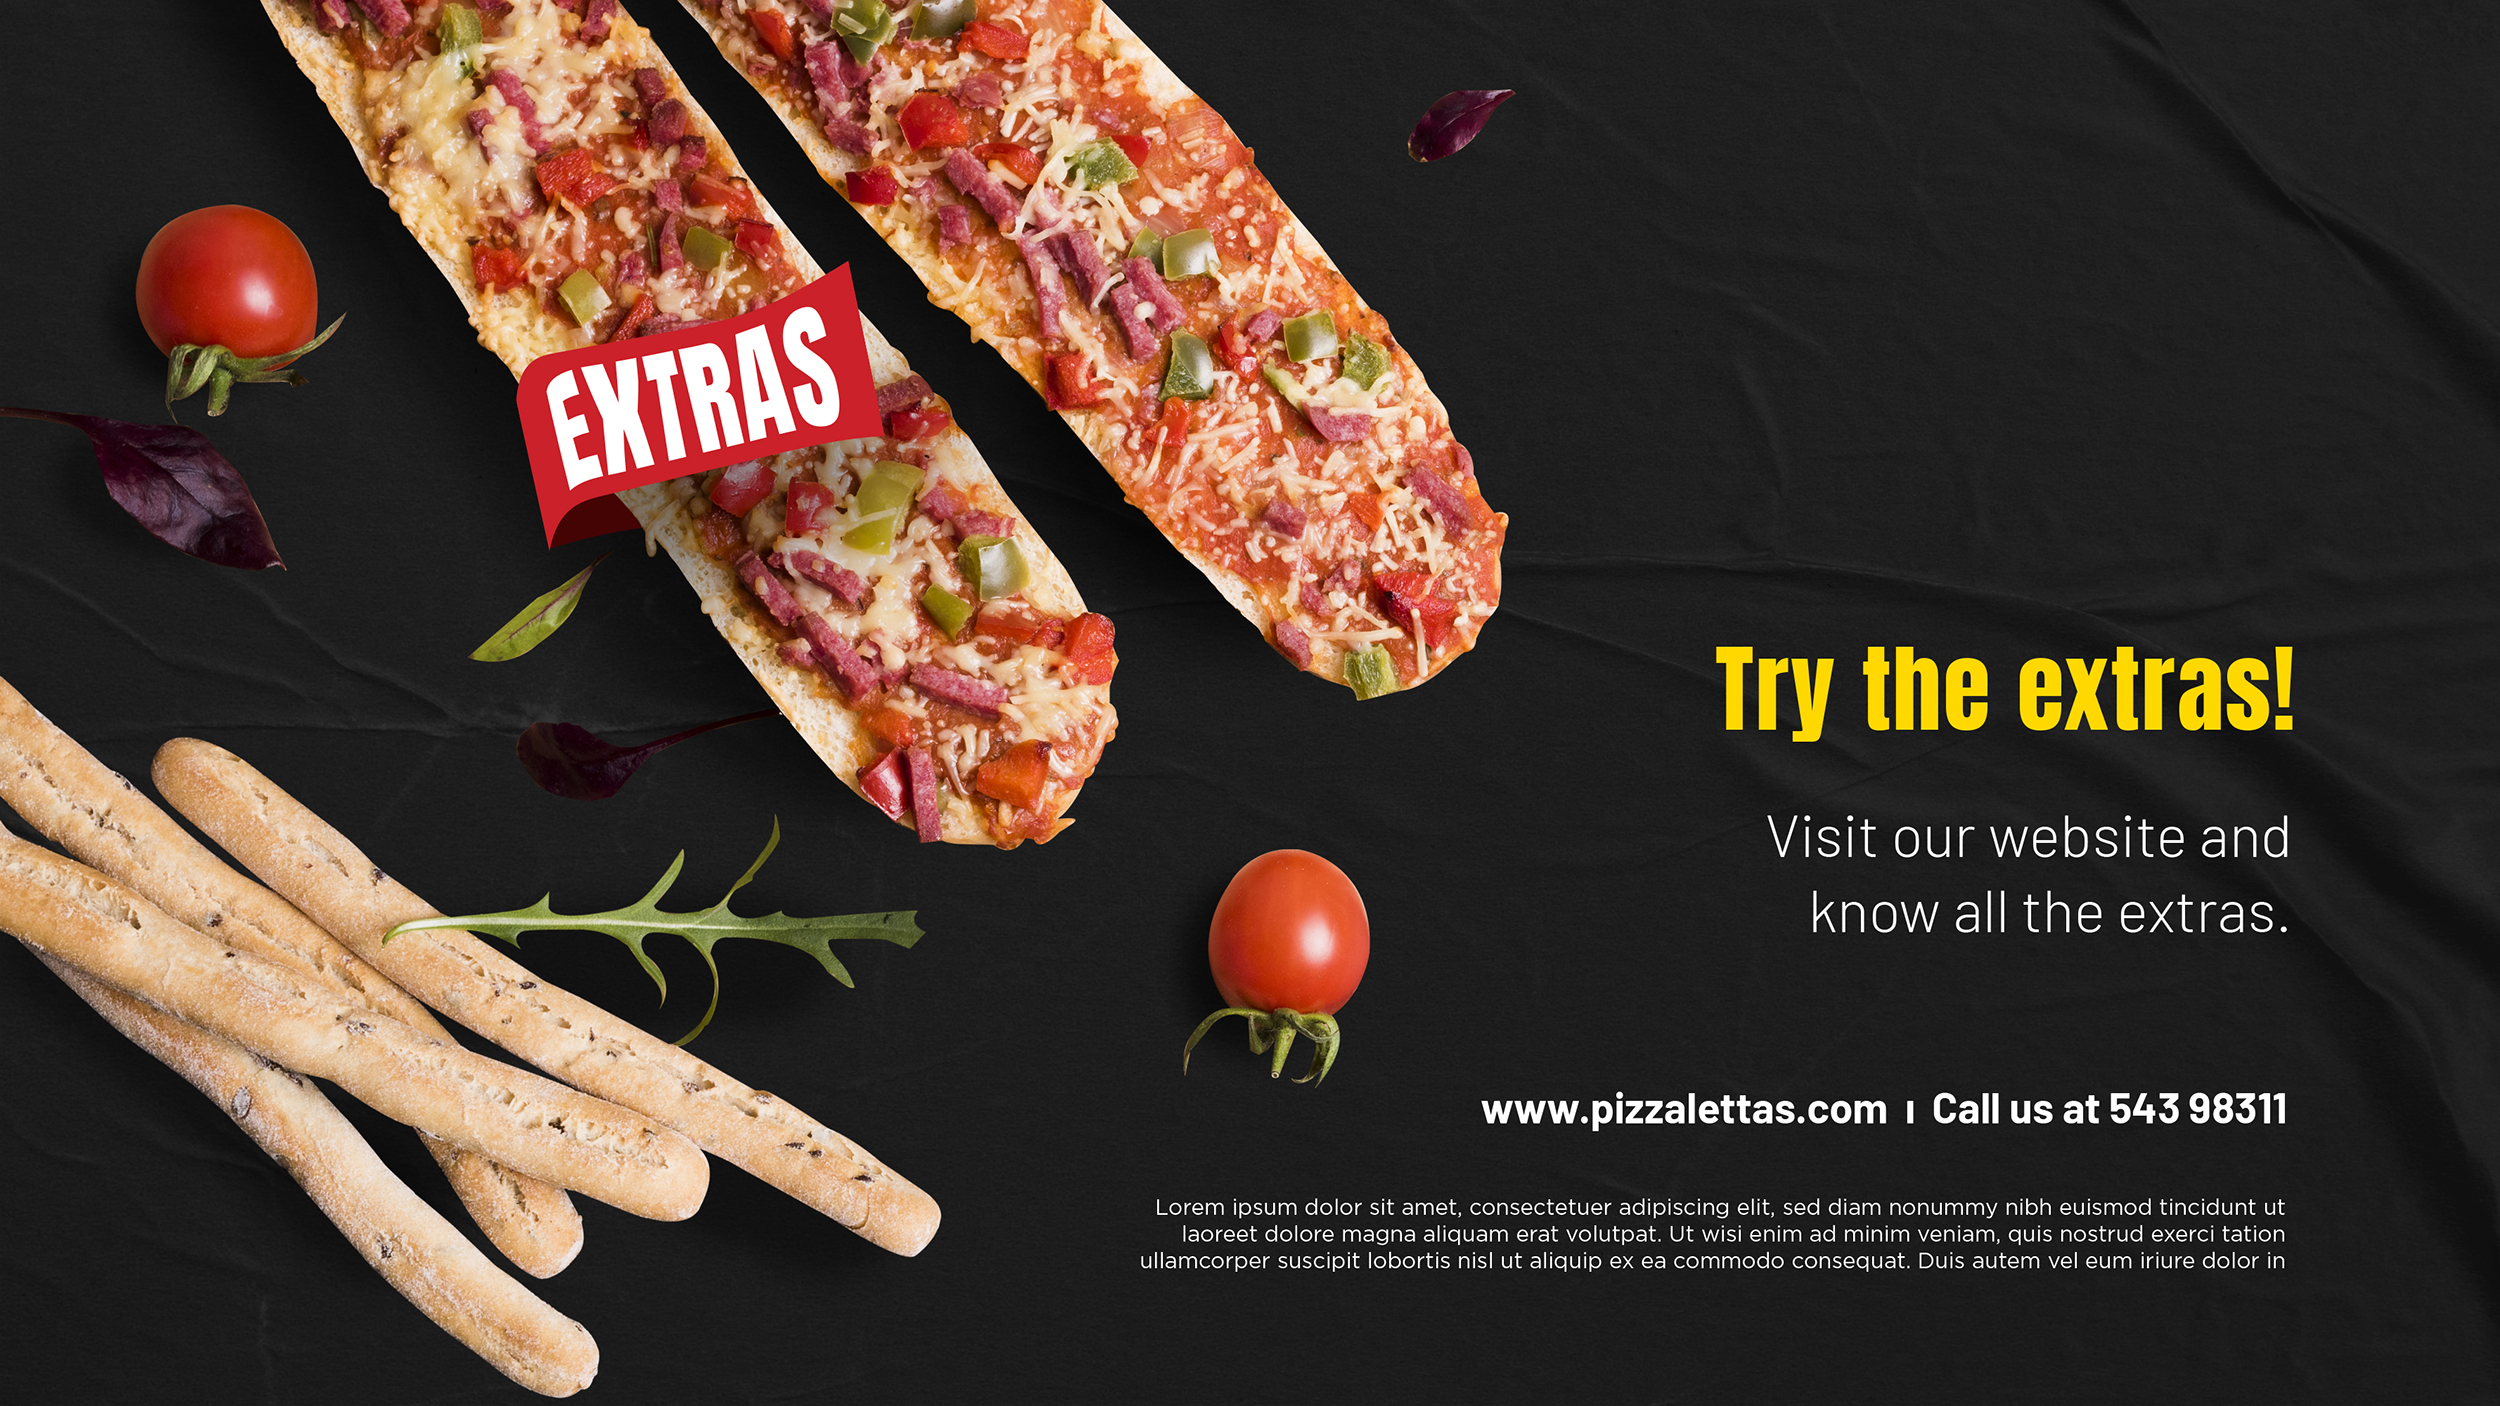 EXTRAS
Try the extras!
Visit our website and
know all the extras.
www.pizzalettas.com ı Call us at 543 98311
Lorem ipsum dolor sit amet, consectetuer adipiscing elit, sed diam nonummy nibh euismod tincidunt ut
laoreet dolore magna aliquam erat volutpat. Ut wisi enim ad minim veniam, quis nostrud exerci tation
ullamcorper suscipit lobortis nisl ut aliquip ex ea commodo consequat. Duis autem vel eum iriure dolor in